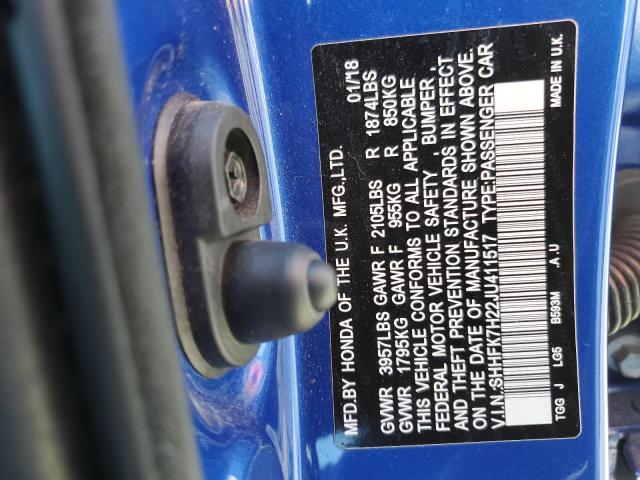 MFD.BY HONDA OF THE U.K. MFG.,LTD. 01/18
GVWR 3957LBS GAWR F 2105LBS R 1874LBS
GVWR 1795KG GAWR F 955KG R 850KG
THIS VEHICLE CONFORMS TO ALL APPLICABLE
FEDERAL MOTOR VEHICLE SAFETY, BUMPER,
AND THEFT PREVENTION STANDARDS IN EFFECT
ON THE DATE OF MANUFACTURE SHOWN ABOVE.
V.I.N.:SHHFK7H22JU411517 TYPE:PASSENGER CAR
TGG J LG5 B593M .A.U MADE IN U.K.